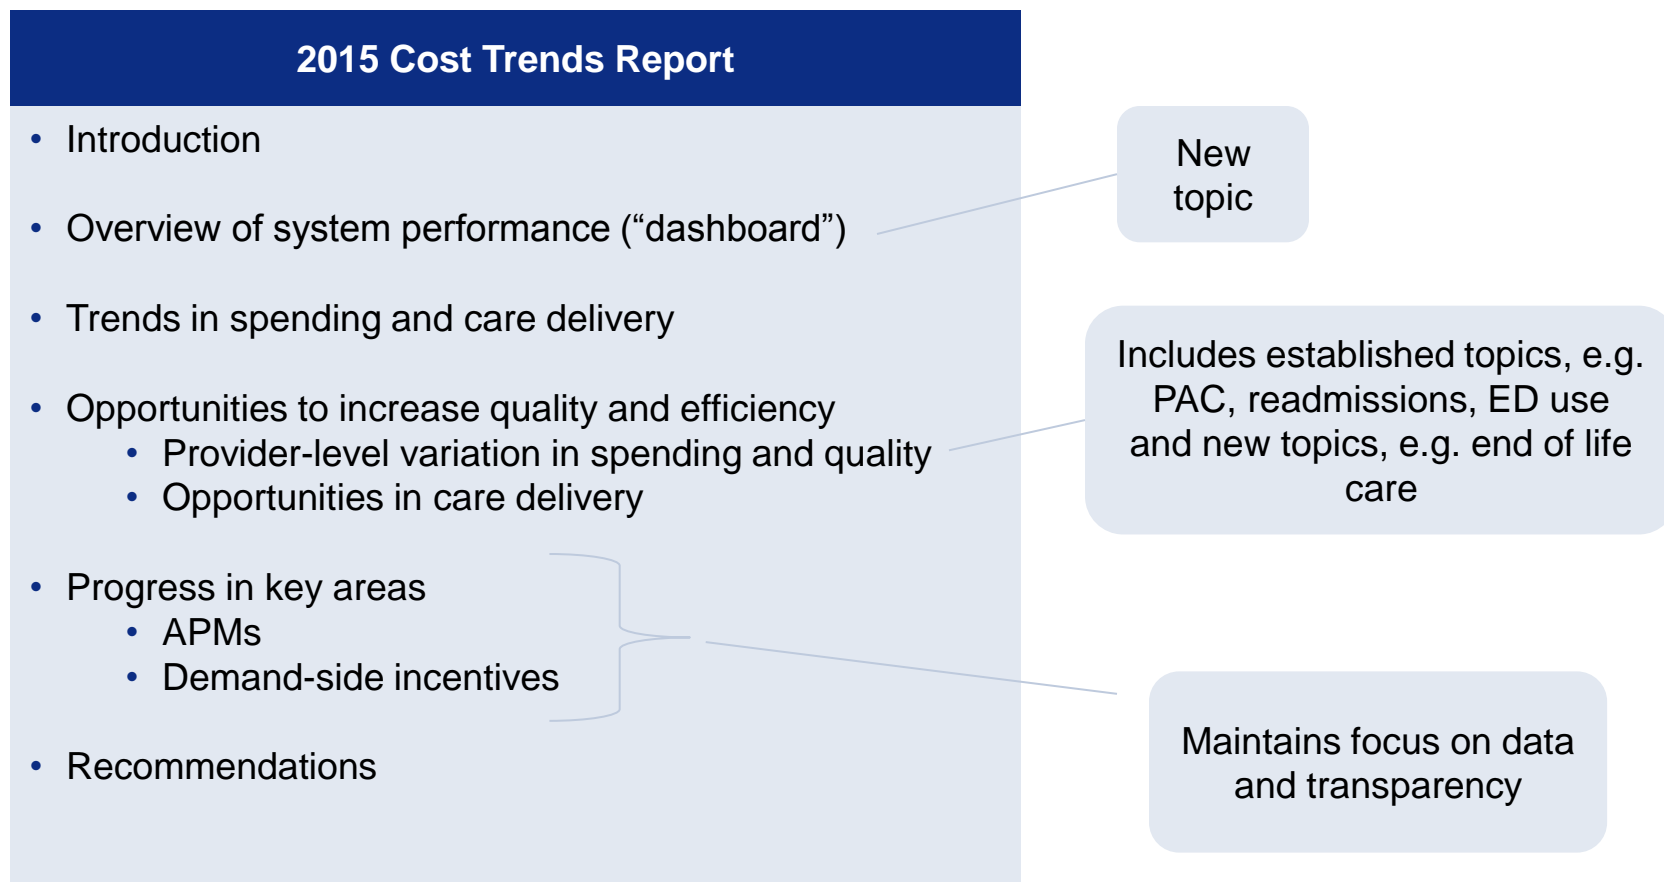 2015 Cost Trends Report
• Introduction
• Overview of system performance (“dashboard”)
• Trends in spending and care delivery
• Opportunities to increase quality and efficiency
• Provider-level variation in spending and quality
• Opportunities in care delivery
• Progress in key areas
• APMs
• Demand-side incentives
• Recommendations
New
topic
Includes established topics, e.g.
PAC, readmissions, ED use
and new topics, e.g. end of life
care
Maintains focus on data
and transparency